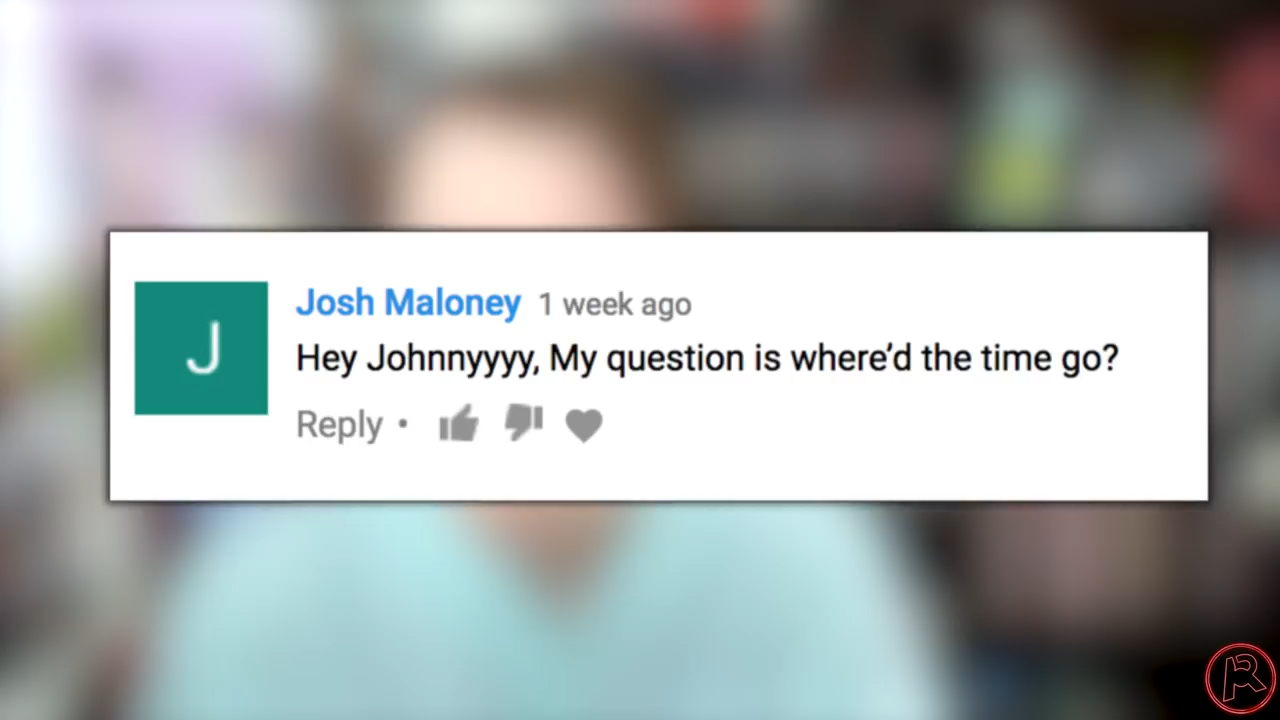 J
Josh Maloney 1 week ago
Hey Johnnyyyy, My question is where'd the time go?
Reply •